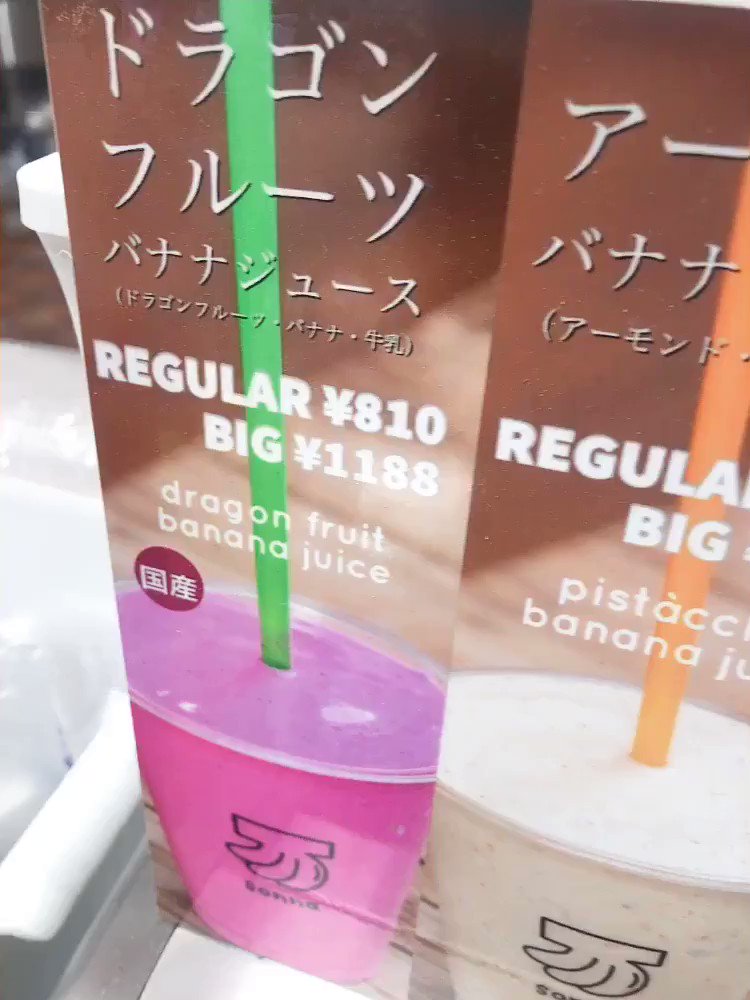 ドラゴン
フルーツ
バナナジュース
(ドラゴンフルーツ・バナナ・牛乳)
REGULAR ¥810
BIG ¥1188
dragon fruit
banana juice
国産
sonna
アー
バナナ
(アーモンド・
REGULA
BIG
pistàcc
banana ju